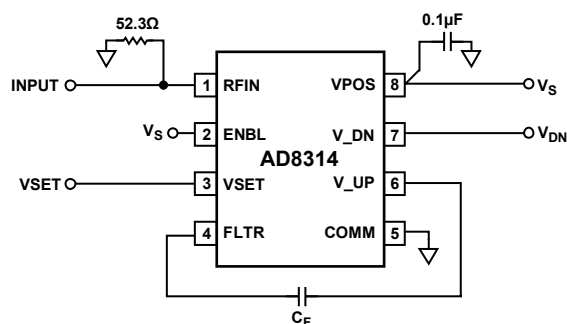 52.3Ω
0.1µF
INPUT
1 RFIN
VPOS 8
VS
VS
2 ENBL
V_DN 7
VDN
AD8314
VSET
3 VSET
V_UP 6
4 FLTR
COMM 5
CF